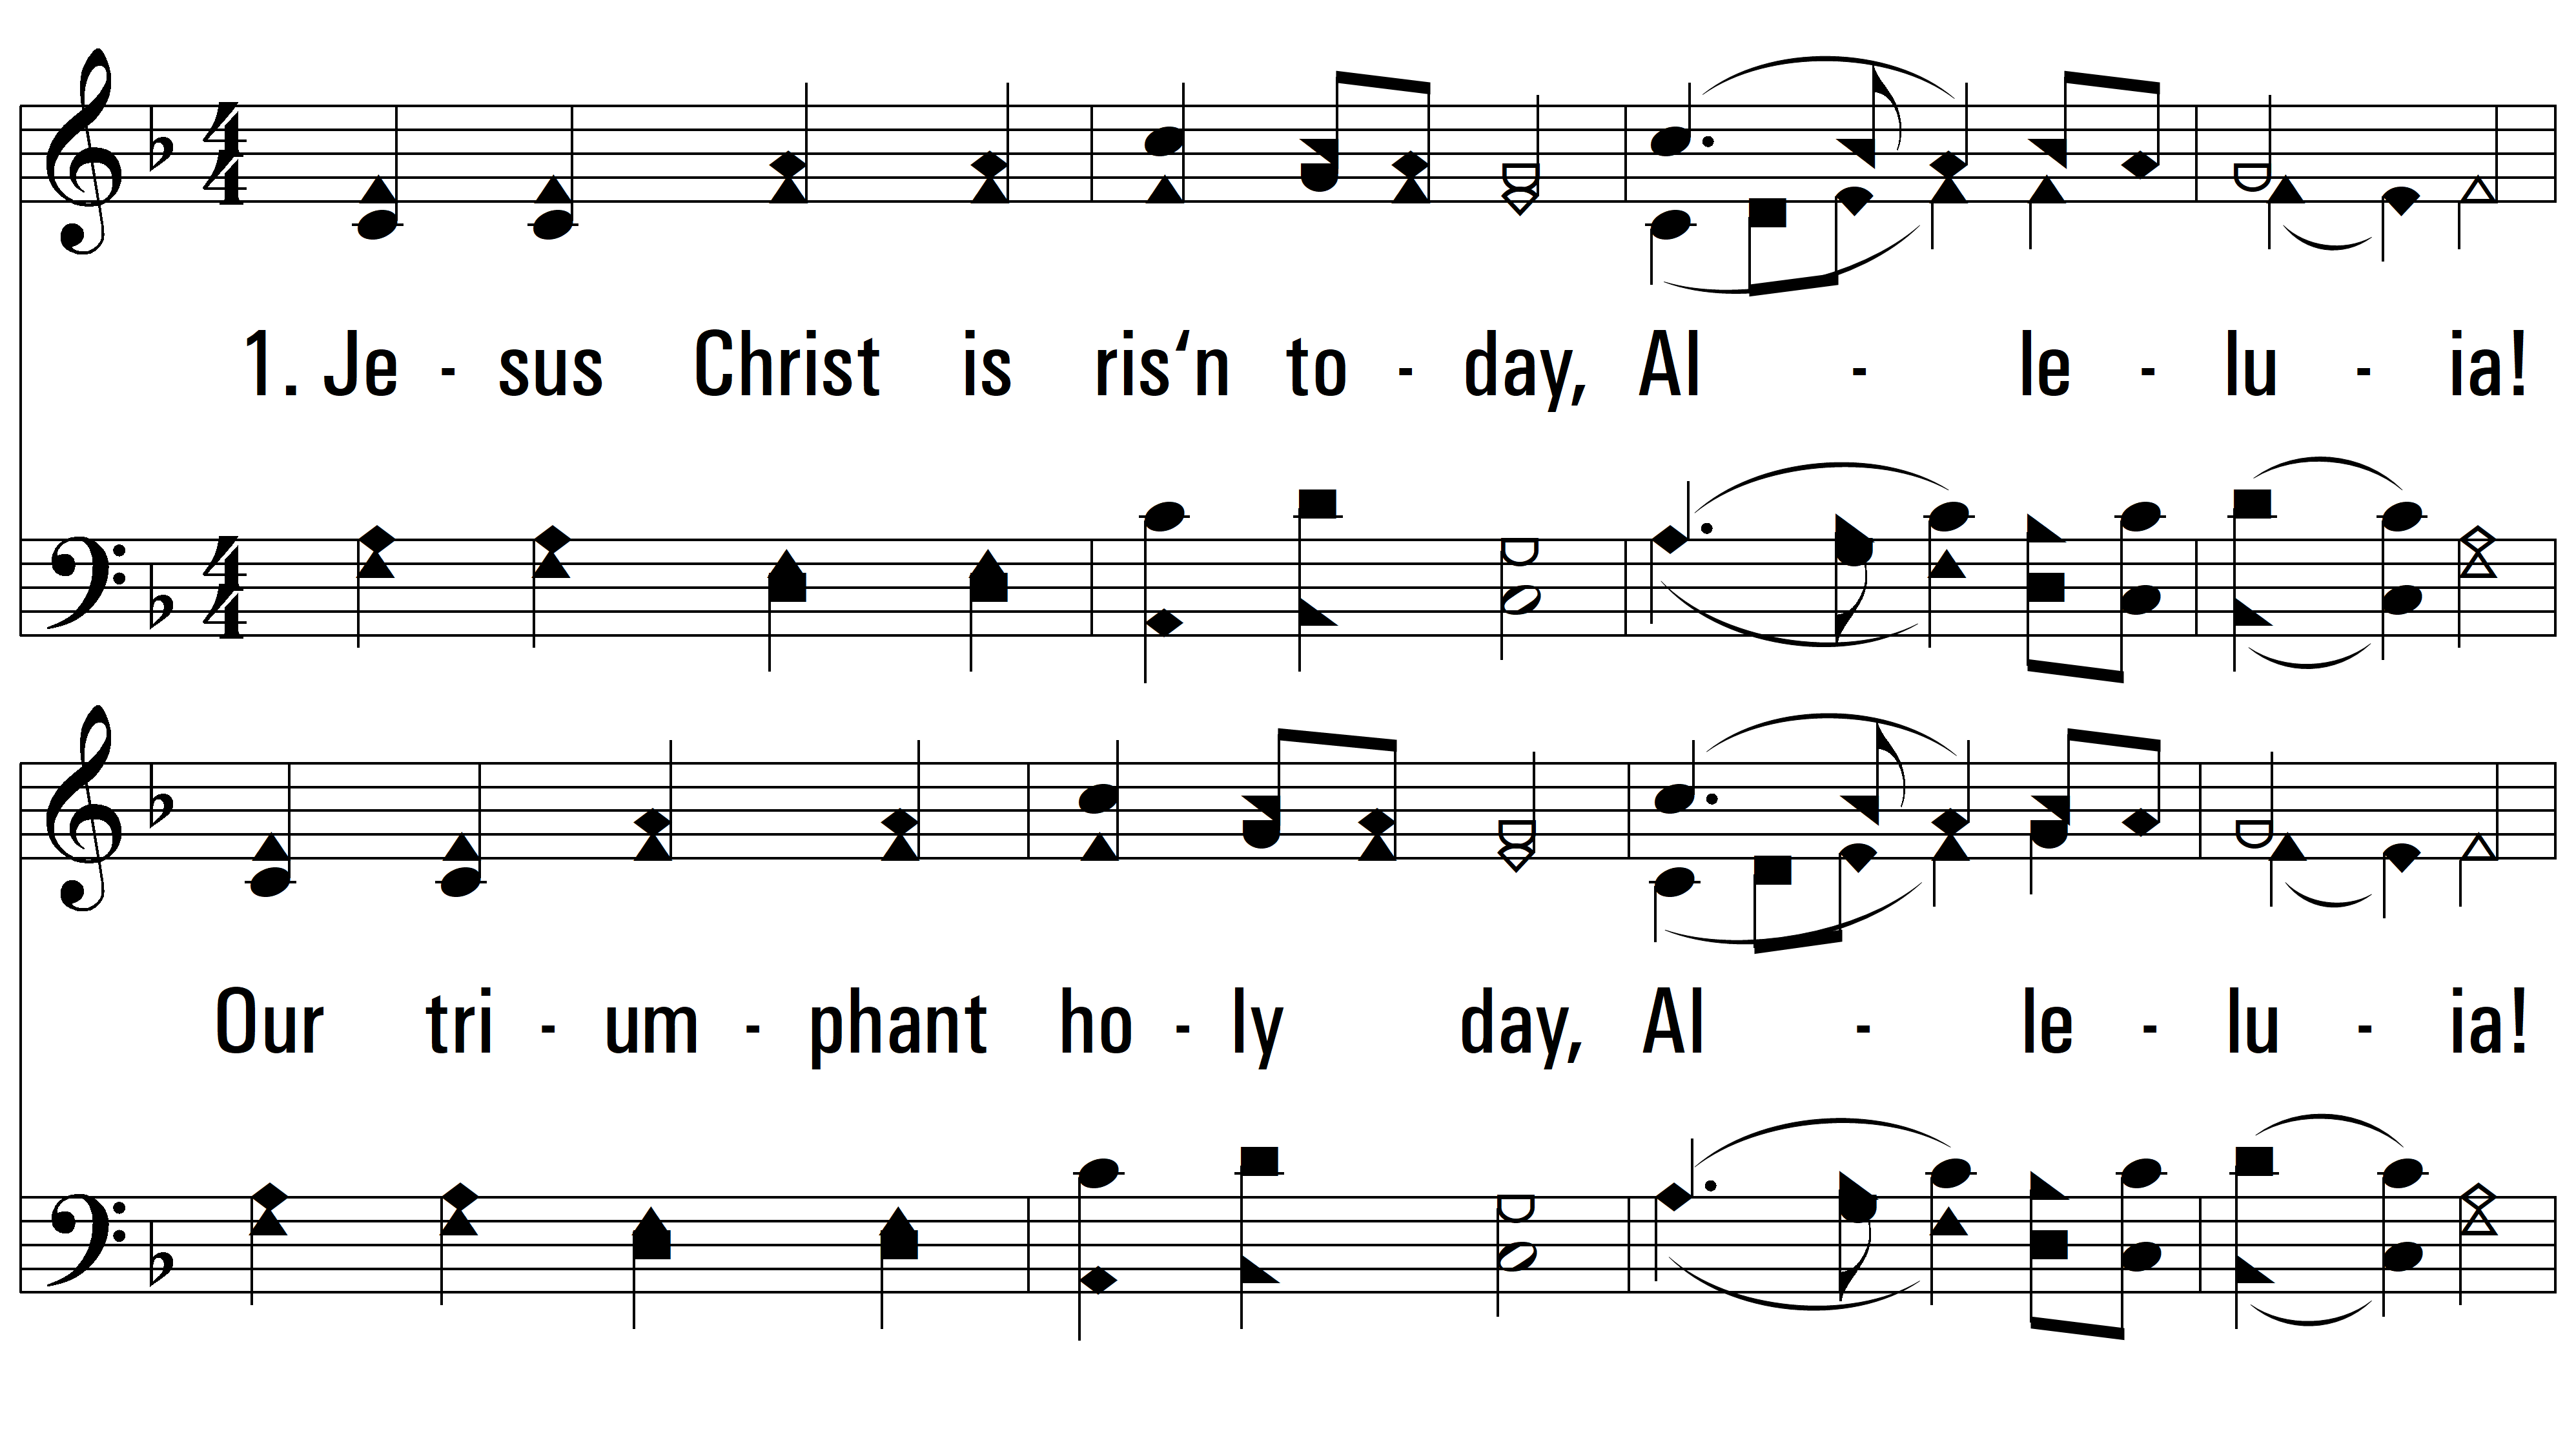 1. Je - sus Christ is ris‘n to - day, Al - le - lu - ia!
Our tri - um - phant ho - ly day, Al - le - lu - ia!